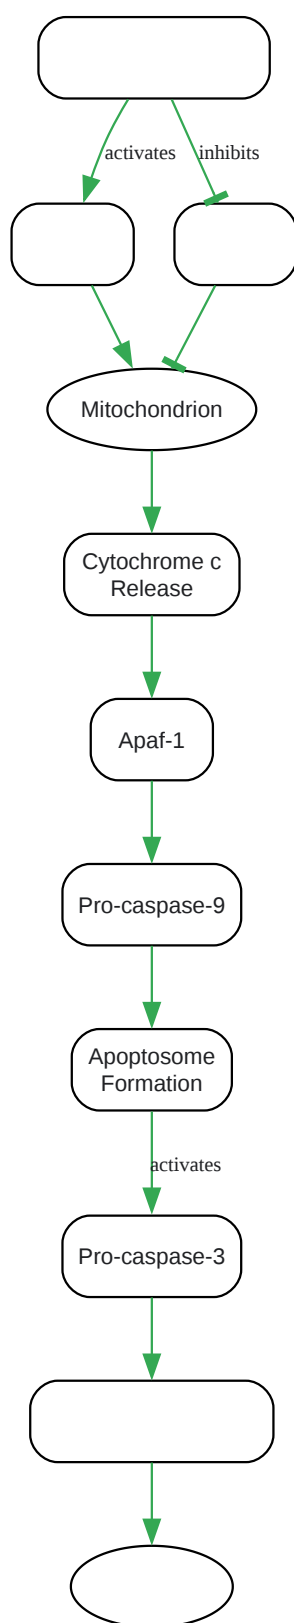 activates
inhibits
Mitochondrion
Cytochrome c
Release
Apaf-1
Pro-caspase-9
Apoptosome
Formation
activates
Pro-caspase-3